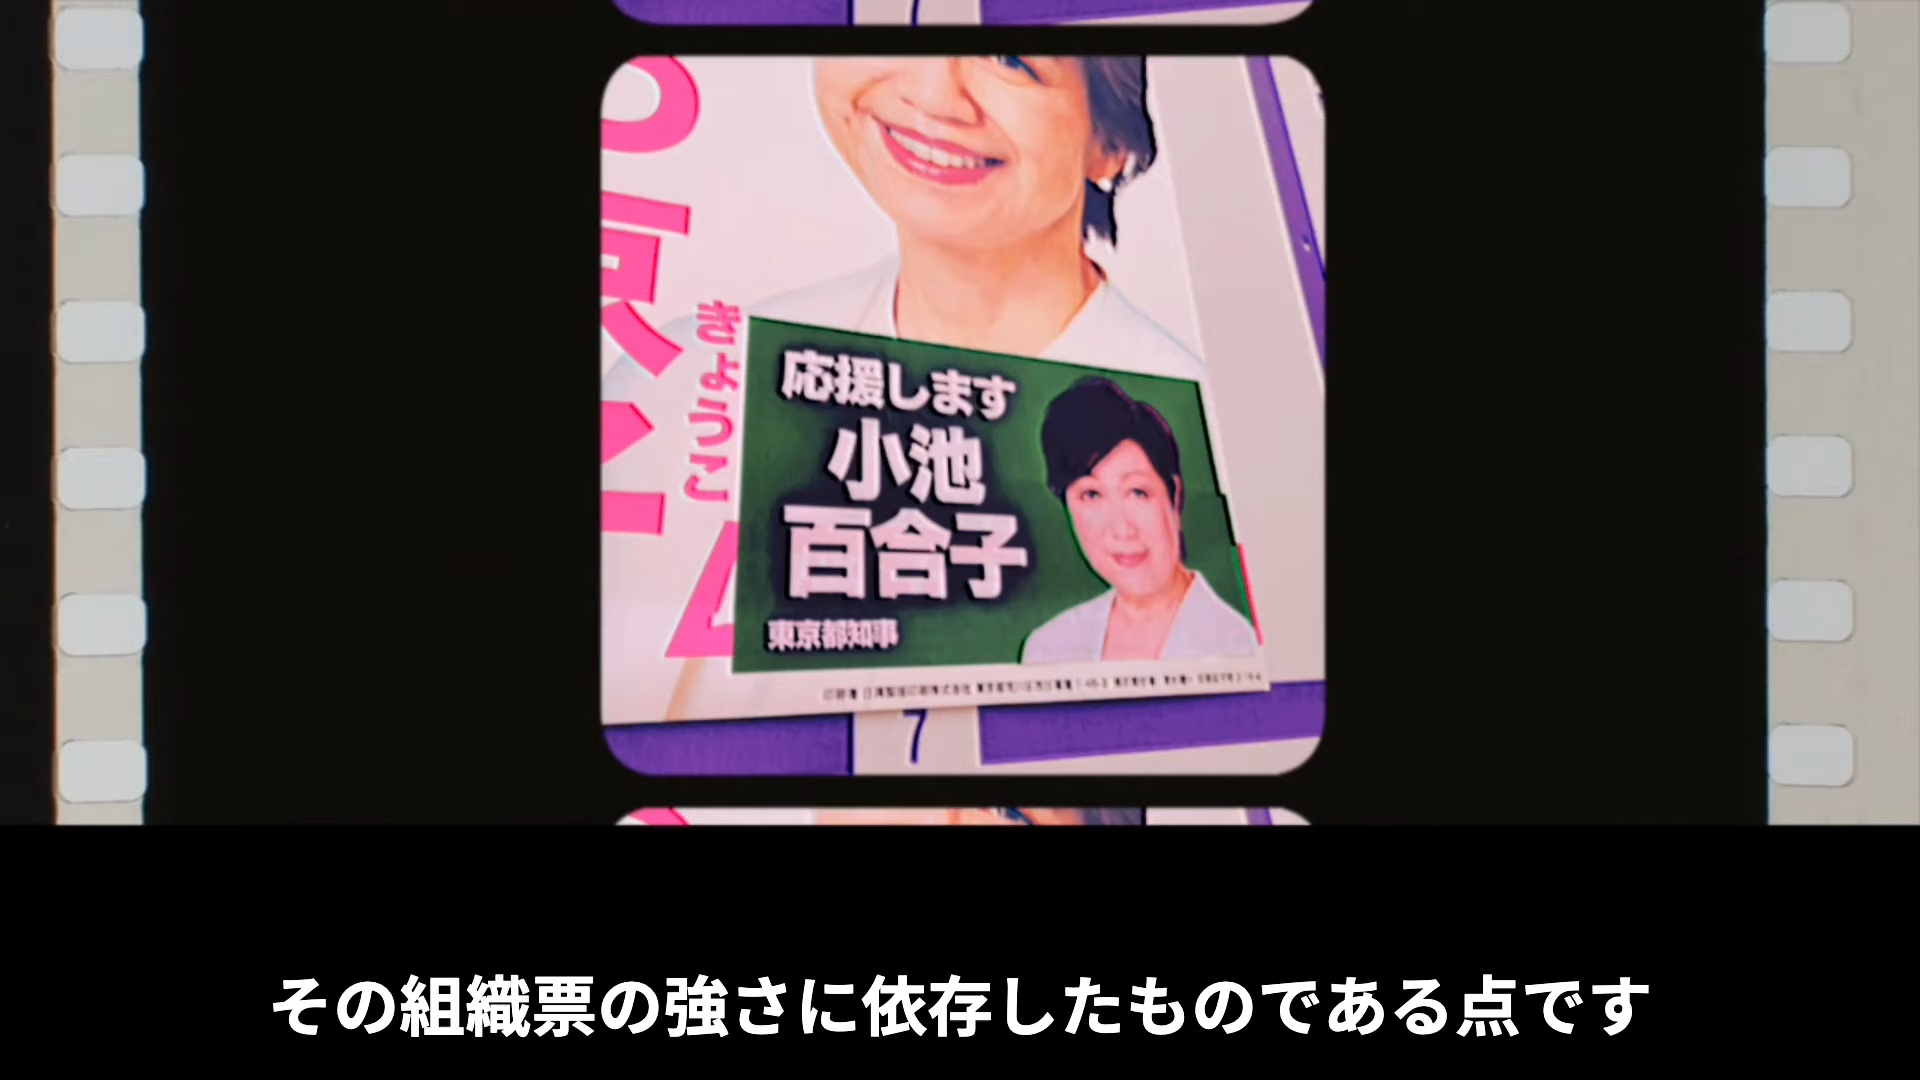 京こ
きょうこ
応援します
小池
百合子
東京都知事
7
その組織票の強さに依存したものである点です